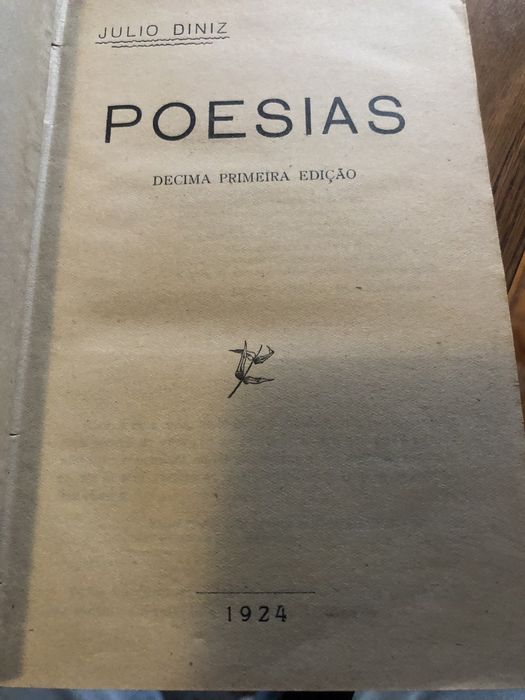 JULIO DINIZ
POESIAS
DECIMA PRIMEIRA EDIÇÃO
1924